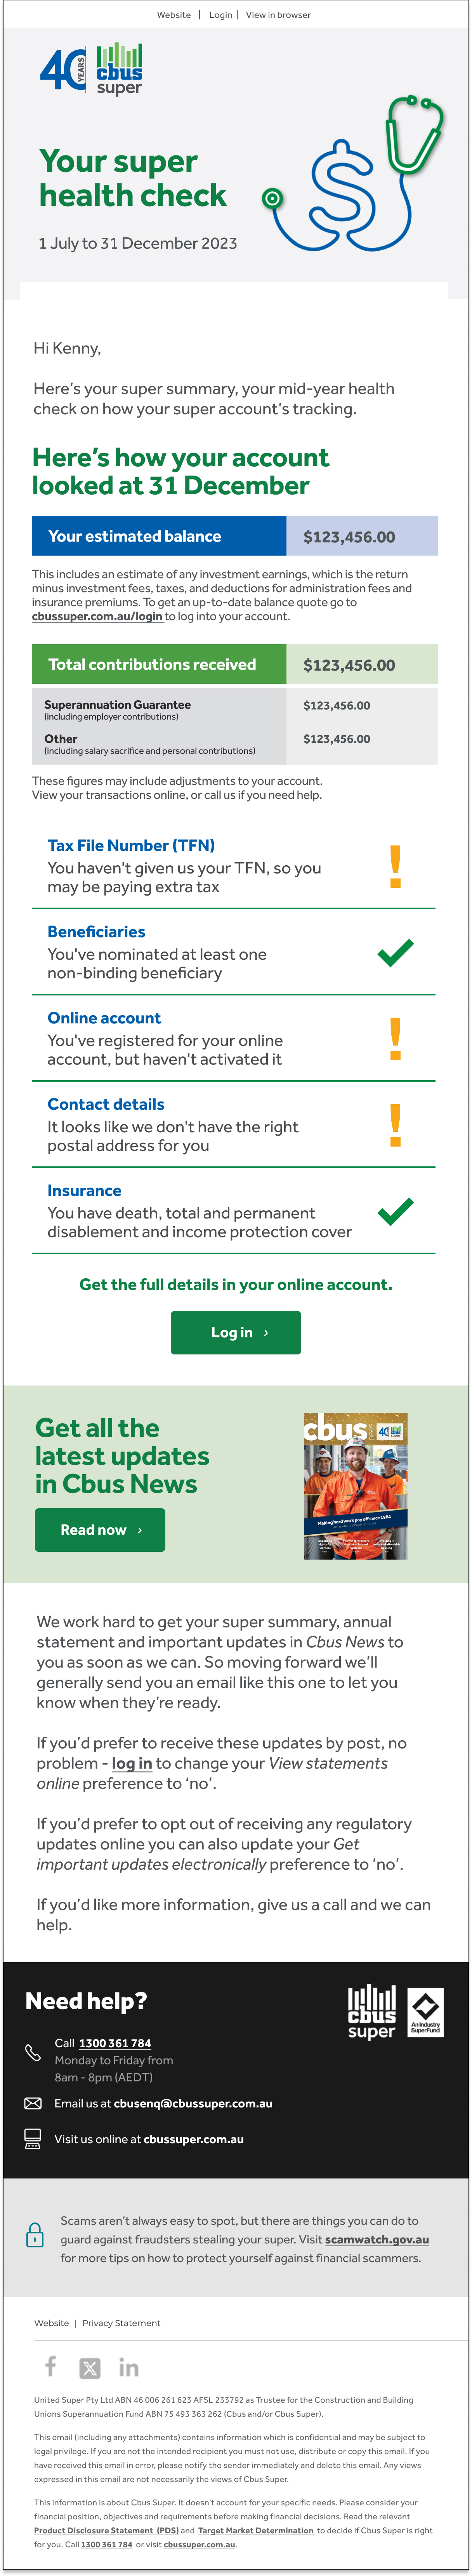 Website | Login | View in browser
40 YEARS
cbus
super
Your super
health check
1 July to 31 December 2023
Hi Kenny,
Here's your super summary, your mid-year health
check on how your super account's tracking.
Here's how your account
looked at 31 December
Your estimated balance $123,456.00
This includes an estimate of any investment earnings, which is the return
minus investment fees, taxes, and deductions for administration fees and
insurance premiums. To get an up-to-date balance quote go to
cbussuper.com.au/login to log into your account.
Total contributions received $123,456.00
Superannuation Guarantee $123,456.00
(including employer contributions)
Other $123,456.00
(including salary sacrifice and personal contributions)
These figures may include adjustments to your account.
View your transactions online, or call us if you need help.
Tax File Number (TFN)
You haven't given us your TFN, so you
may be paying extra tax
!
Beneficiaries
You've nominated at least one
non-binding beneficiary
Online account
You've registered for your online
account, but haven't activated it
!
Contact details
It looks like we don't have the right
postal address for you
!
Insurance
You have death, total and permanent
disablement and income protection cover
Get the full details in your online account.
Log in ›
Get all the
latest updates
in Cbus News
Read now ›
cbus
40
Making hard work pay off since 1984
We work hard to get your super summary, annual
statement and important updates in Cbus News to
you as soon as we can. So moving forward we'll
generally send you an email like this one to let you
know when they're ready.
If you'd prefer to receive these updates by post, no
problem - log in to change your View statements
online preference to 'no'.
If you'd prefer to opt out of receiving any regulatory
updates online you can also update your Get
important updates electronically preference to 'no'.
If you'd like more information, give us a call and we can
help.
Need help?
cbus
super
An Industry
SuperFund
Call 1300 361 784
Monday to Friday from
8am - 8pm (AEDT)
Email us at cbusenq@cbussuper.com.au
Visit us online at cbussuper.com.au
Scams aren't always easy to spot, but there are things you can do to
guard against fraudsters stealing your super. Visit scamwatch.gov.au
for more tips on how to protect yourself against financial scammers.
Website | Privacy Statement
f X in
United Super Pty Ltd ABN 46 006 261 623 AFSL 233792 as Trustee for the Construction and Building
Unions Superannuation Fund ABN 75 493 363 262 (Cbus and/or Cbus Super).
This email (including any attachments) contains information which is confidential and may be subject to
legal privilege. If you are not the intended recipient you must not use, distribute or copy this email. If you
have received this email in error, please notify the sender immediately and delete this email. Any views
expressed in this email are not necessarily the views of Cbus Super.
This information is about Cbus Super. It doesn't account for your specific needs. Please consider your
financial position, objectives and requirements before making financial decisions. Read the relevant
Product Disclosure Statement (PDS) and Target Market Determination to decide if Cbus Super is right
for you. Call 1300 361 784 or visit cbussuper.com.au.